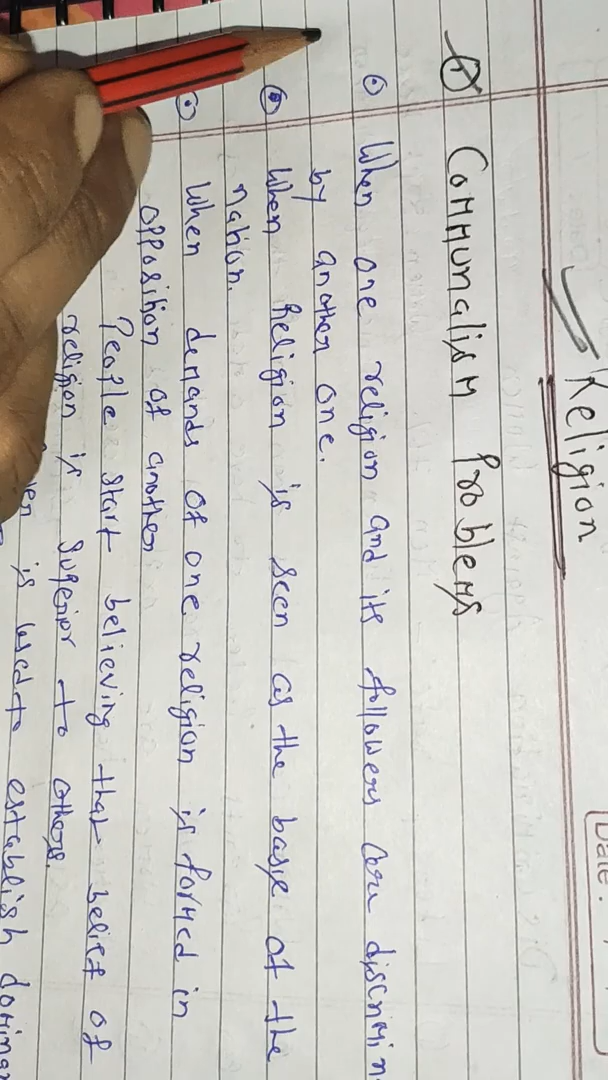 Date :
Religion
Communalism Problems
When one religion and its followers are discrimin
by another one.
When Religion is seen as the base of the
nation.
When demands of one religion is formed in
opposition of another
People start believing that belief of
religion is superior to others.
is used to establish dominan